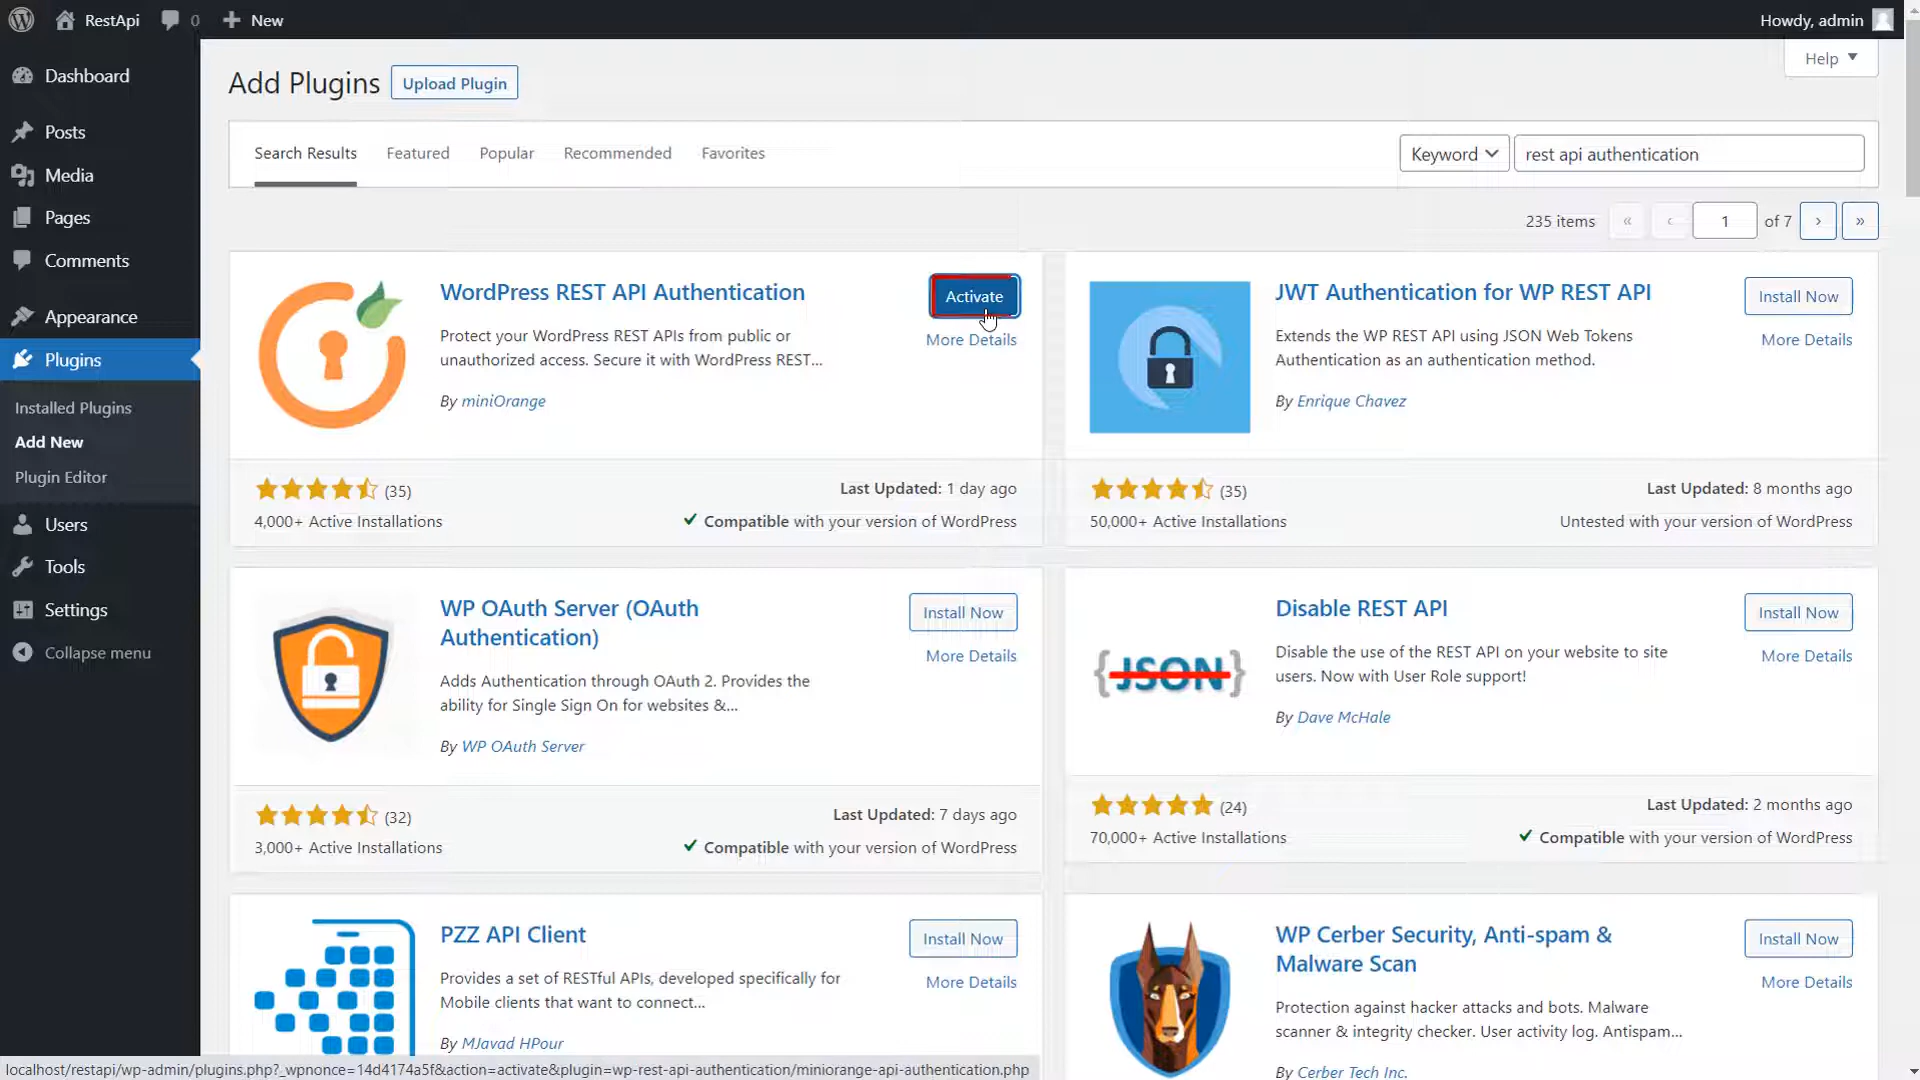 RestApi
0
New
Howdy, admin
Dashboard
Posts
Media
Pages
Comments
Appearance
Plugins
Installed Plugins
Add New
Plugin Editor
Users
Tools
Settings
Collapse menu
Help
Add Plugins
Upload Plugin
Search Results Featured Popular Recommended Favorites
Keyword
rest api authentication
235 items « ‹ 1 of 7 › »
WordPress REST API Authentication
Activate
More Details
Protect your WordPress REST APIs from public or
unauthorized access. Secure it with WordPress REST...
By miniOrange
(35)
Last Updated: 1 day ago
4,000+ Active Installations
Compatible with your version of WordPress
JWT Authentication for WP REST API
Install Now
More Details
Extends the WP REST API using JSON Web Tokens
Authentication as an authentication method.
By Enrique Chavez
(35)
Last Updated: 8 months ago
50,000+ Active Installations
Untested with your version of WordPress
WP OAuth Server (OAuth
Authentication)
Install Now
More Details
Adds Authentication through OAuth 2. Provides the
ability for Single Sign On for websites &...
By WP OAuth Server
(32)
Last Updated: 7 days ago
3,000+ Active Installations
Compatible with your version of WordPress
{JSON}
Disable REST API
Install Now
More Details
Disable the use of the REST API on your website to site
users. Now with User Role support!
By Dave McHale
(24)
Last Updated: 2 months ago
70,000+ Active Installations
Compatible with your version of WordPress
PZZ API Client
Install Now
More Details
Provides a set of RESTful APIs, developed specifically for
Mobile clients that want to connect...
By MJavad HPour
WP Cerber Security, Anti-spam &
Malware Scan
Install Now
More Details
Protection against hacker attacks and bots. Malware
scanner & integrity checker. User activity log. Antispam...
By Cerber Tech Inc.
localhost/restapi/wp-admin/plugins.php?_wpnonce=14d4174a5f&action=activate&plugin=wp-rest-api-authentication/miniorange-api-authentication.php